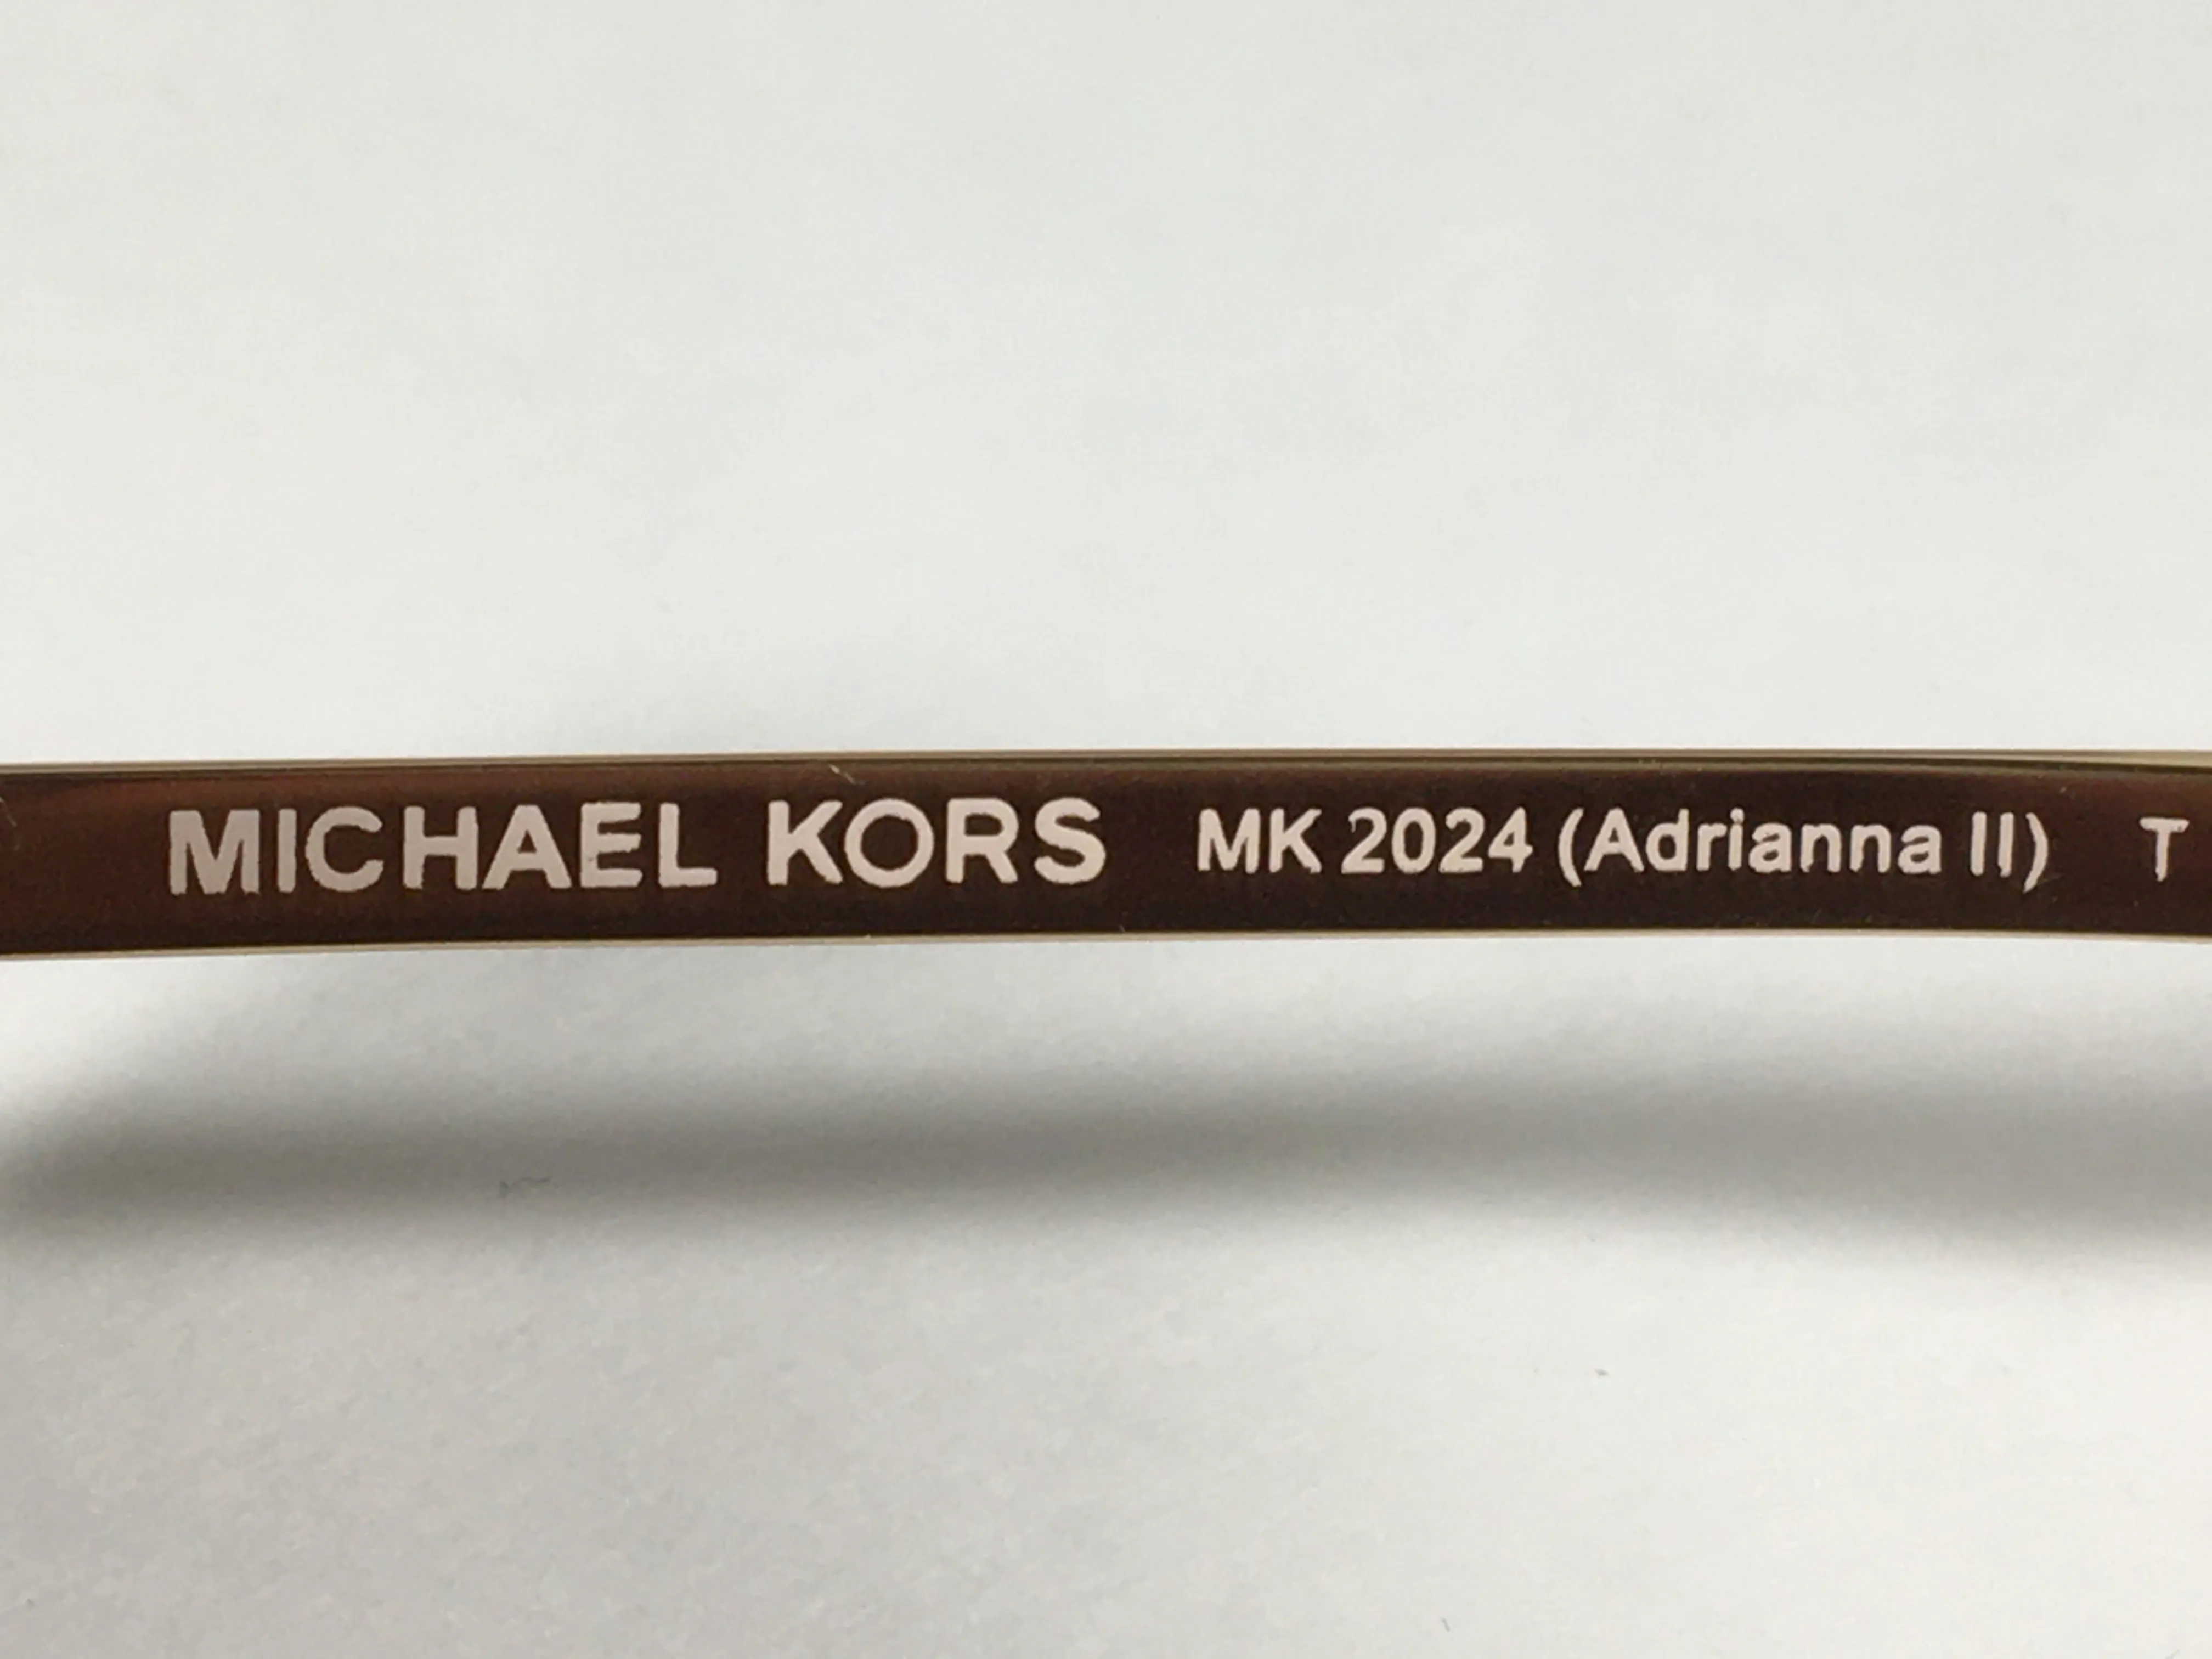 MICHAEL KORS MK 2024 (Adrianna II) T